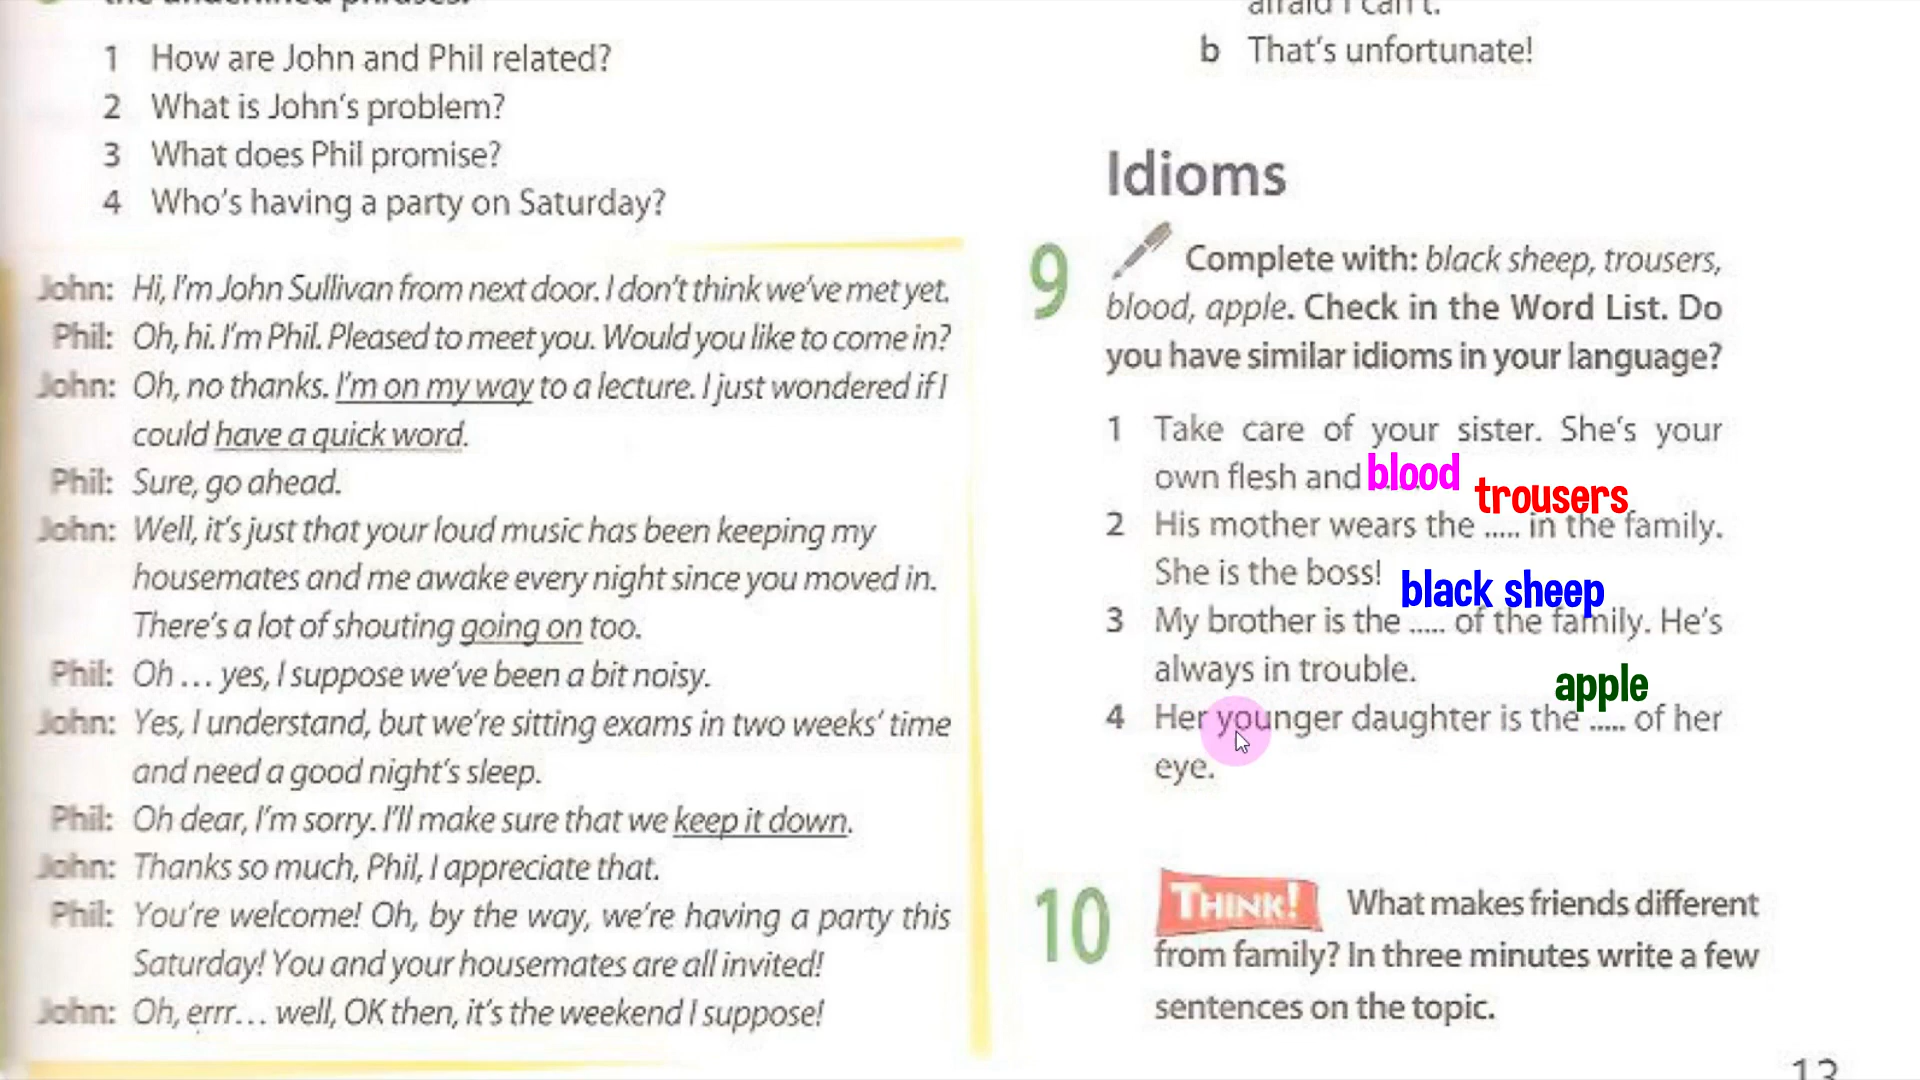 the underlined phrases.
1 How are John and Phil related?
2 What is John's problem?
3 What does Phil promise?
4 Who's having a party on Saturday?
John: Hi, I'm John Sullivan from next door. I don't think we've met yet.
Phil: Oh, hi. I'm Phil. Pleased to meet you. Would you like to come in?
John: Oh, no thanks. I'm on my way to a lecture. I just wondered if I
could have a quick word.
Phil: Sure, go ahead.
John: Well, it's just that your loud music has been keeping my
housemates and me awake every night since you moved in.
There's a lot of shouting going on too.
Phil: Oh ... yes, I suppose we've been a bit noisy.
John: Yes, I understand, but we're sitting exams in two weeks' time
and need a good night's sleep.
Phil: Oh dear, I'm sorry. I'll make sure that we keep it down.
John: Thanks so much, Phil, I appreciate that.
Phil: You're welcome! Oh, by the way, we're having a party this
Saturday! You and your housemates are all invited!
John: Oh, errr... well, OK then, it's the weekend I suppose!
afraid I can't.
b That's unfortunate!
Idioms
9 Complete with: black sheep, trousers,
blood, apple. Check in the Word List. Do
you have similar idioms in your language?
1 Take care of your sister. She's your
own flesh and blood
trousers
2 His mother wears the ..... in the family.
She is the boss!
black sheep
3 My brother is the ..... of the family. He's
always in trouble.
apple
4 Her younger daughter is the ..... of her
eye.
10 THINK! What makes friends different
from family? In three minutes write a few
sentences on the topic.
13